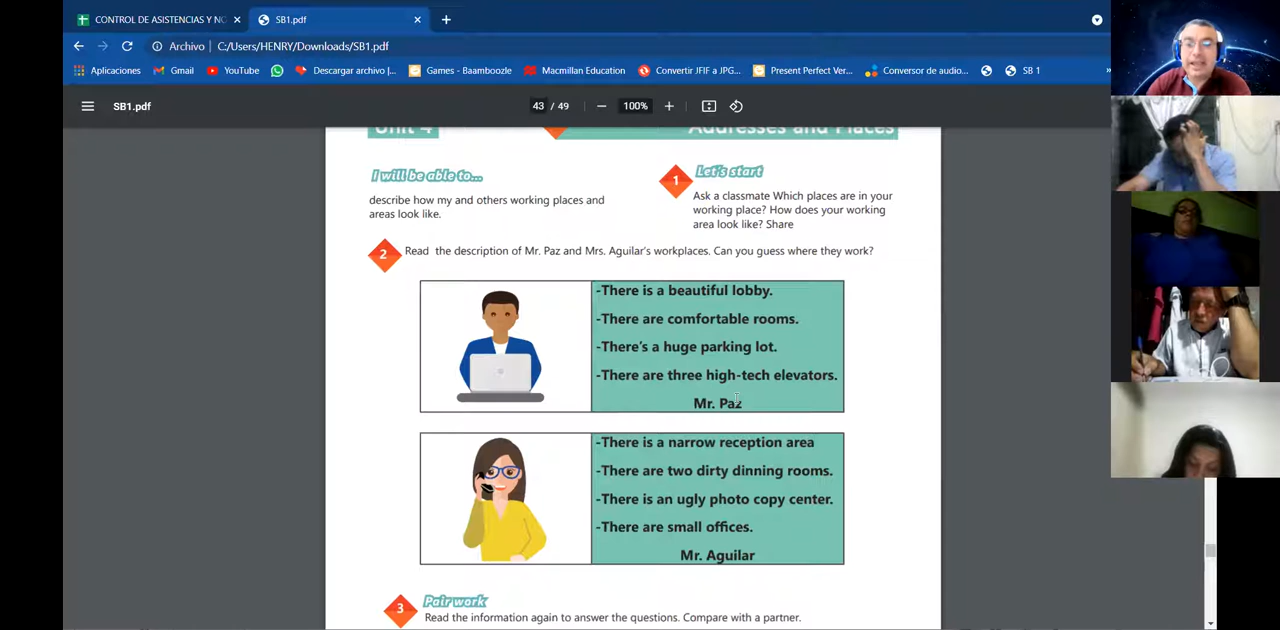 CONTROL DE ASISTENCIAS Y NO
SB1.pdf
Archivo | C:/Users/HENRY/Downloads/SB1.pdf
Aplicaciones Gmail YouTube Descargar archivo |... Games - Baamboozle Macmillan Education Convertir JFIF a JPG... Present Perfect Ver... Conversor de audio... SB 1 »
SB1.pdf 43 / 49 — 100% +
Unit 4 Addresses and Places
I will be able to...
describe how my and others working places and
areas look like.
1 Let's start
Ask a classmate Which places are in your
working place? How does your working
area look like? Share
2 Read the description of Mr. Paz and Mrs. Aguilar's workplaces. Can you guess where they work?
-There is a beautiful lobby.
-There are comfortable rooms.
-There's a huge parking lot.
-There are three high-tech elevators.
Mr. Paz
-There is a narrow reception area
-There are two dirty dinning rooms.
-There is an ugly photo copy center.
-There are small offices.
Mr. Aguilar
3 Pair work
Read the information again to answer the questions. Compare with a partner.